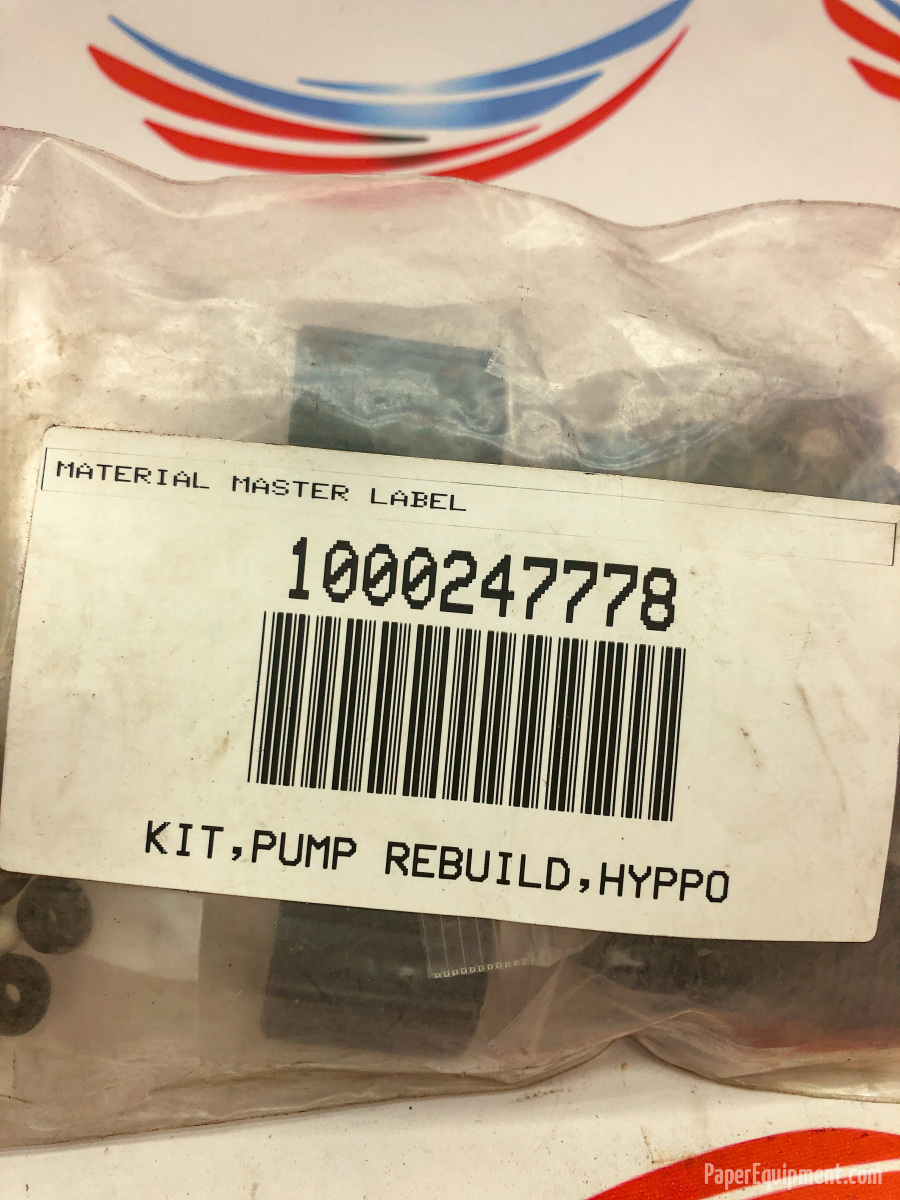 MATERIAL MASTER LABEL
1000247778
KIT,PUMP REBUILD,HYPPO
PaperEquipment.com